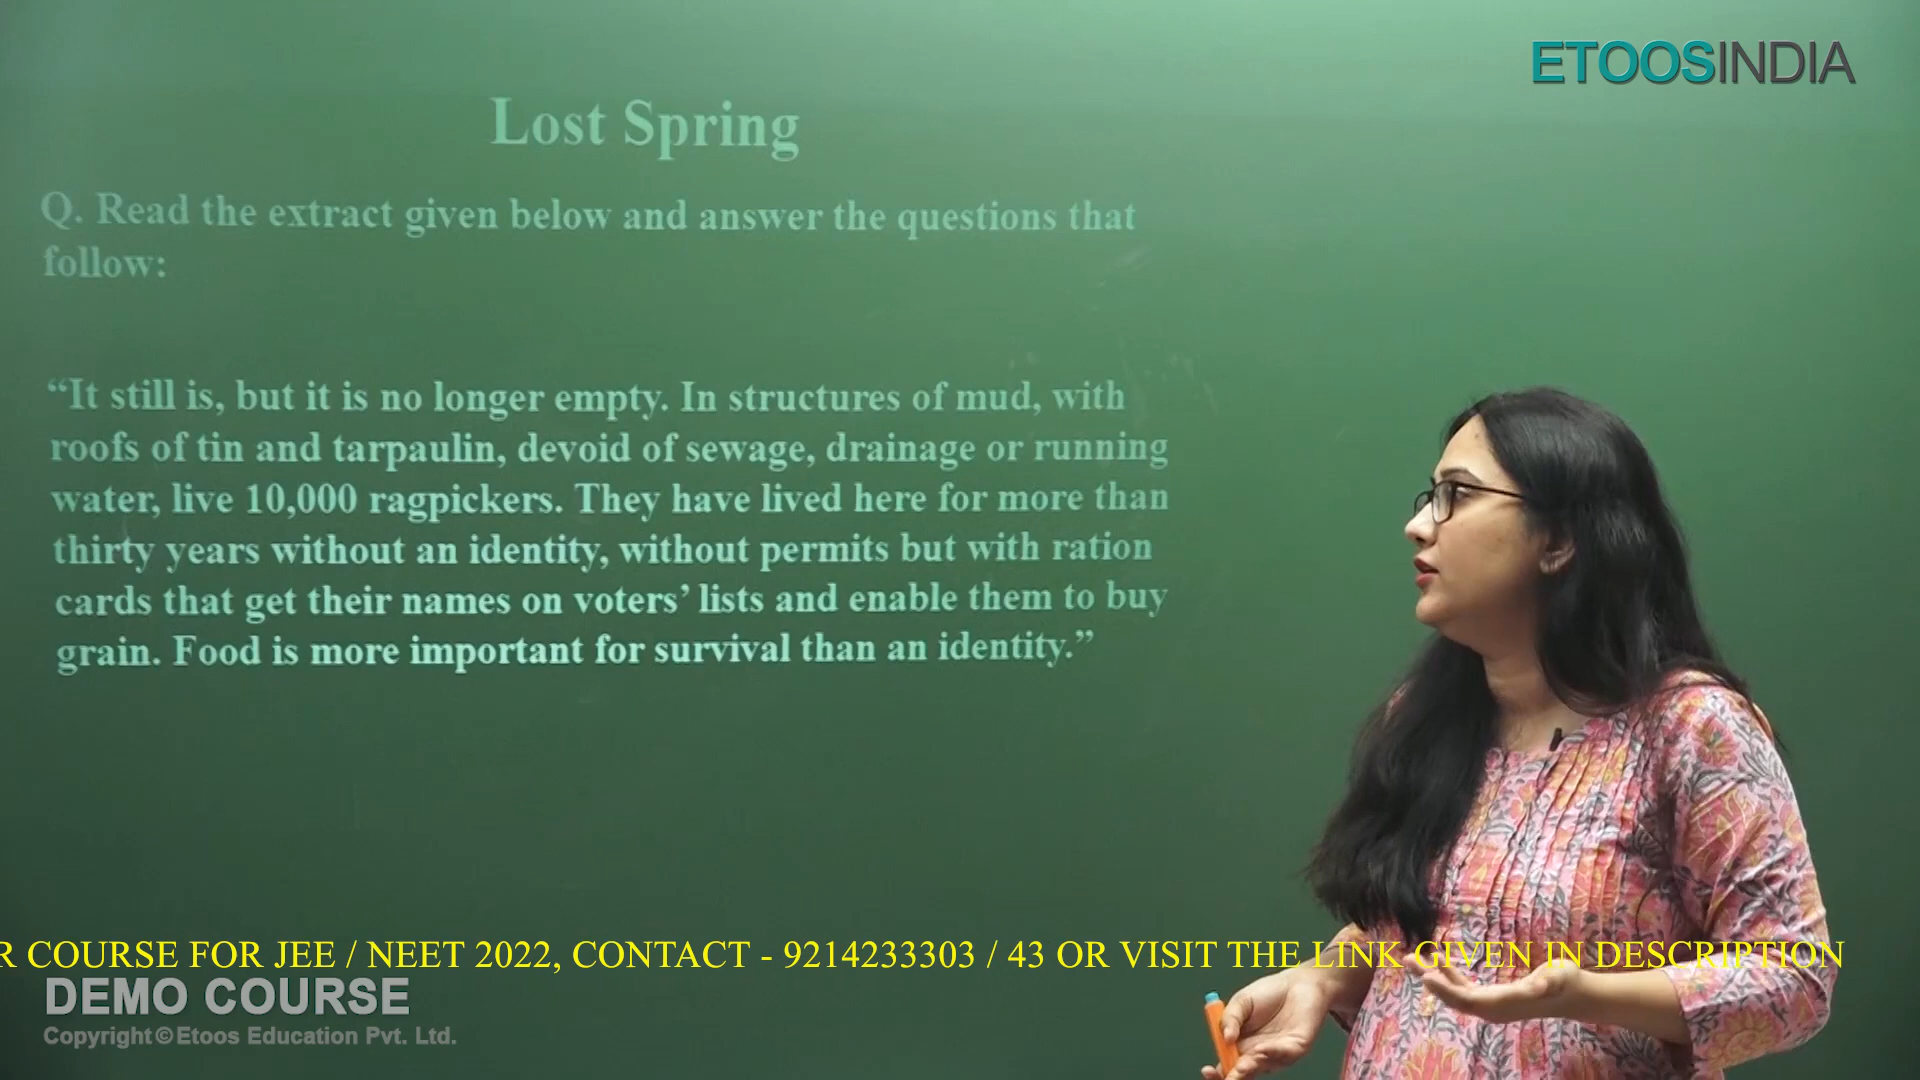 ETOOSINDIA
Lost Spring
Q. Read the extract given below and answer the questions that
follow:
“It still is, but it is no longer empty. In structures of mud, with
roofs of tin and tarpaulin, devoid of sewage, drainage or running
water, live 10,000 ragpickers. They have lived here for more than
thirty years without an identity, without permits but with ration
cards that get their names on voters’ lists and enable them to buy
grain. Food is more important for survival than an identity.”
R COURSE FOR JEE / NEET 2022, CONTACT - 9214233303 / 43 OR VISIT THE LINK GIVEN IN DESCRIPTION
DEMO COURSE
Copyright © Etoos Education Pvt. Ltd.